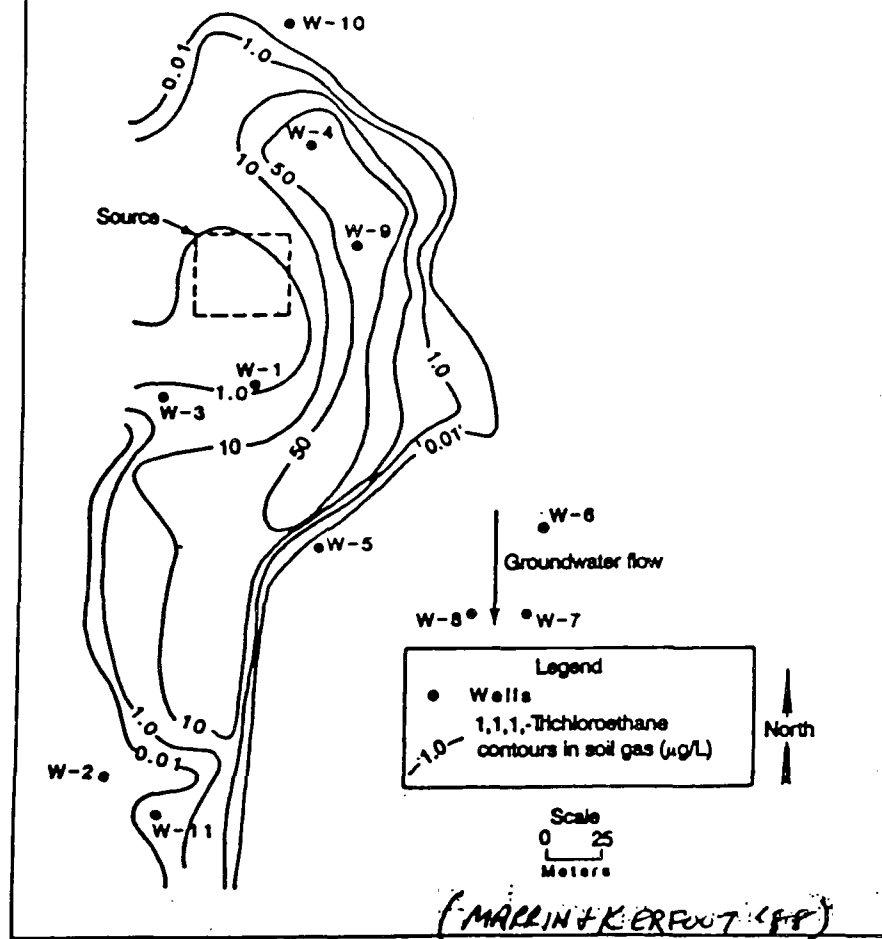 W-10
0.01
1.0
W-4
10
50
Source
W-9
W-1
1.0
1.0
W-3
10
50
0.01
W-6
W-5
Groundwater flow
W-8
W-7
Legend
Wells
1,1,1,-Trichloroethane
contours in soil gas (µg/L)
1.0
North
10
1.0
0.01
W-2
W-11
Scale
0 25
Meters
(MARRIN & KERFOOT '88)